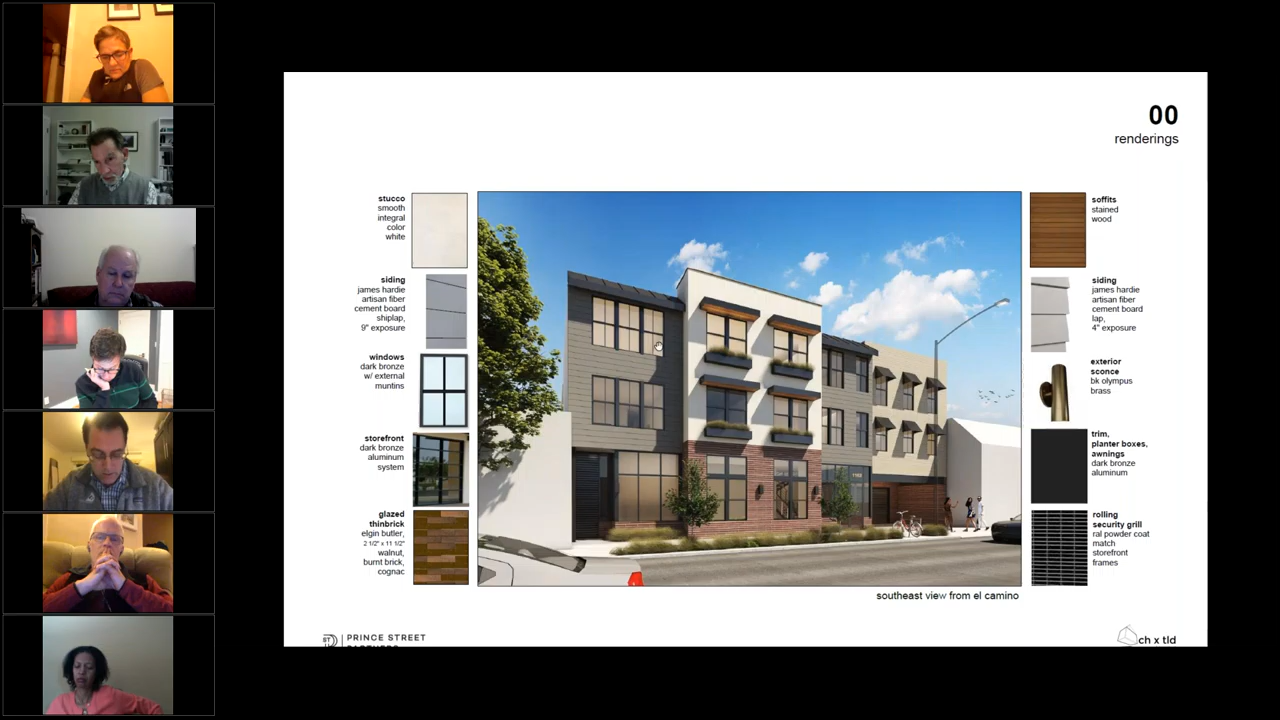 00
renderings
stucco
smooth
integral
color
white
siding
james hardie
artisan fiber
cement board
shiplap,
9" exposure
windows
dark bronze
w/ external
muntins
storefront
dark bronze
aluminum
system
glazed
thinbrick
elgin butler,
2 1/2" x 11 1/2"
walnut,
burnt brick,
cognac
soffits
stained
wood
siding
james hardie
artisan fiber
cement board
lap,
4" exposure
exterior
sconce
bk olympus
brass
trim,
planter boxes,
awnings
dark bronze
aluminum
rolling
security grill
ral powder coat
match
storefront
frames
southeast view from el camino
PRINCE STREET
PARTNERS
ch x tld